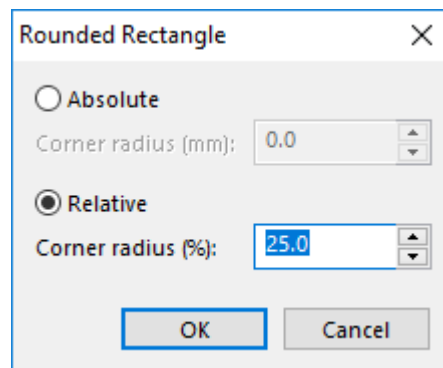 Rounded Rectangle
Absolute
Corner radius (mm): 0.0
Relative
Corner radius (%): 25.0
OK Cancel